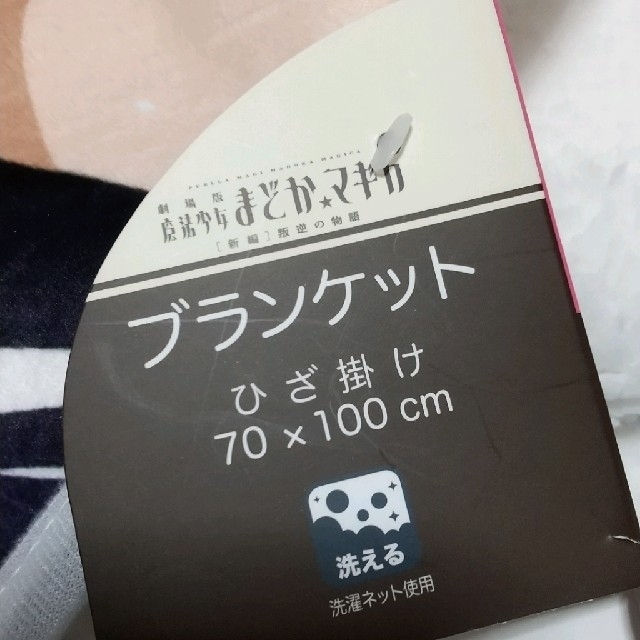 PUELLA MAGI MADOKA MAGICA
劇場版
魔法少女まどか★マギカ
［新編］叛逆の物語
ブランケット
ひざ掛け
70×100cm
洗える
洗濯ネット使用